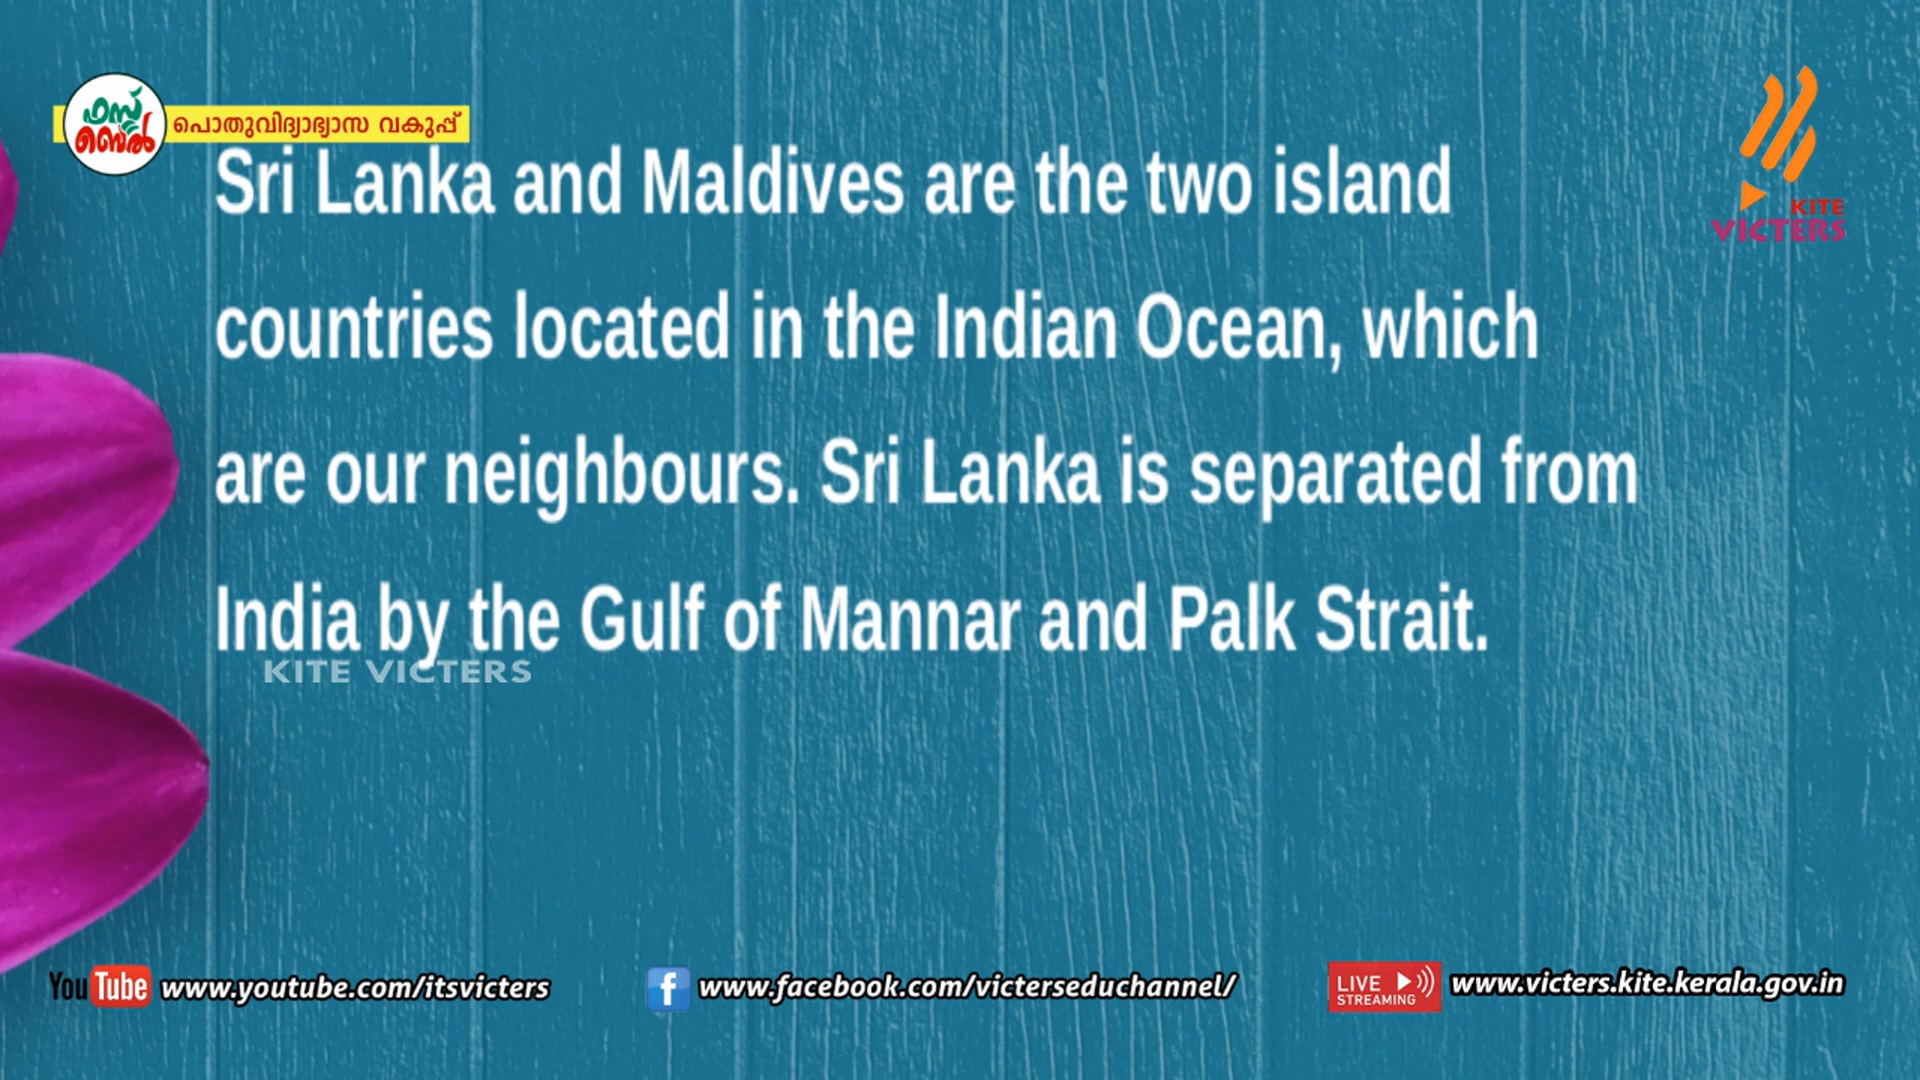 ഫസ്റ്റ്
ബെൽ
പൊതുവിദ്യാഭ്യാസ വകുപ്പ്
KITE
VICTERS
Sri Lanka and Maldives are the two island
countries located in the Indian Ocean, which
are our neighbours. Sri Lanka is separated from
India by the Gulf of Mannar and Palk Strait.
KITE VICTERS
YouTube www.youtube.com/itsvicters
f www.facebook.com/victerseduchannel/
LIVE
STREAMING
www.victers.kite.kerala.gov.in